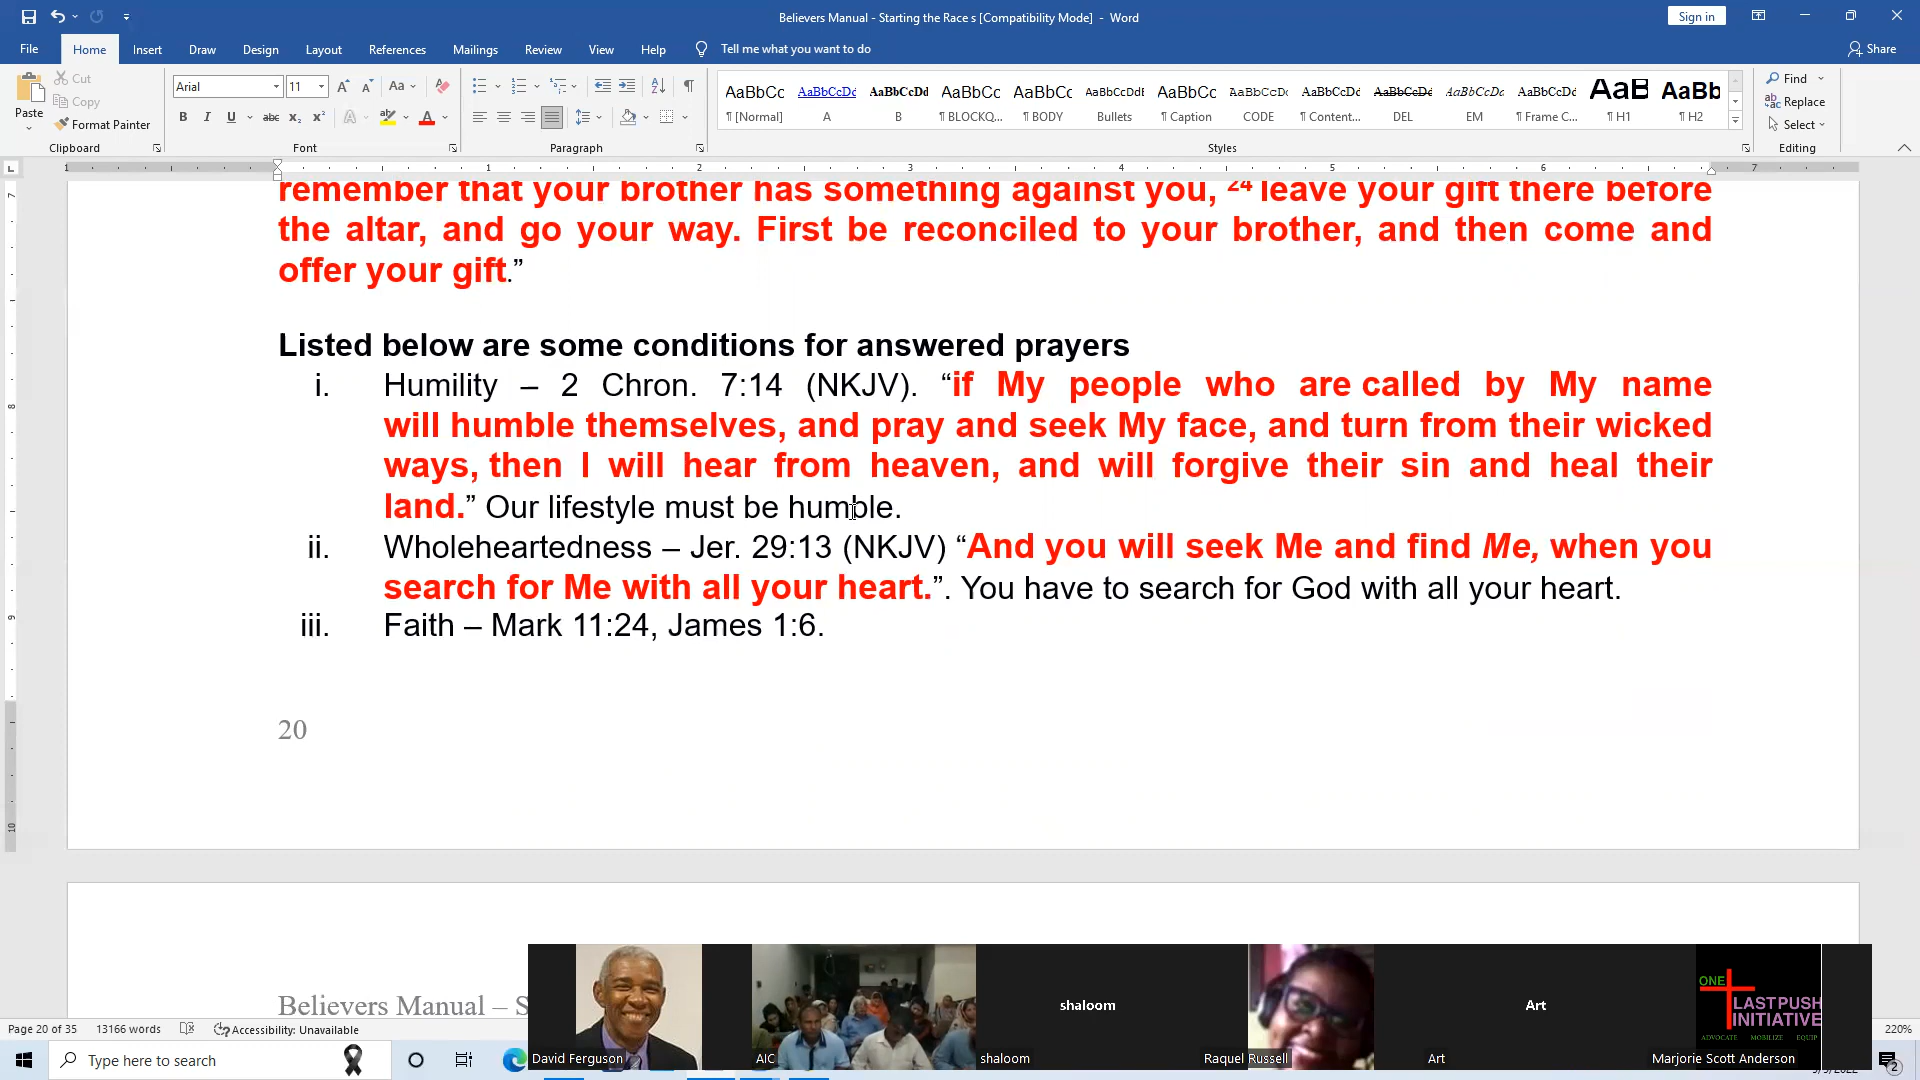 Believers Manual - Starting the Race s [Compatibility Mode] - Word
Sign in
File Home Insert Draw Design Layout References Mailings Review View Help Tell me what you want to do Share
Paste
Cut
Copy
Format Painter
Clipboard
Arial 11
Font
Paragraph
AaBbCc AaBbCcDc AaBbCcDd AaBbCc AaBbCc AaBbCcDdE AaBbCc AaBbCcDc AaBbCcDc AaBbCcDd AaBbCcDc AaBbCcDd AaB AaBb
¶ [Normal] A B ¶ BLOCKQ... ¶ BODY Bullets ¶ Caption CODE ¶ Content... DEL EM ¶ Frame C... ¶ H1 ¶ H2
Styles
Find
Replace
Select
Editing
remember that your brother has something against you, 24 leave your gift there before
the altar, and go your way. First be reconciled to your brother, and then come and
offer your gift.”
Listed below are some conditions for answered prayers
i. Humility – 2 Chron. 7:14 (NKJV). “if My people who are called by My name
will humble themselves, and pray and seek My face, and turn from their wicked
ways, then I will hear from heaven, and will forgive their sin and heal their
land.” Our lifestyle must be humble.
ii. Wholeheartedness – Jer. 29:13 (NKJV) “And you will seek Me and find Me, when you
search for Me with all your heart.”. You have to search for God with all your heart.
iii. Faith – Mark 11:24, James 1:6.
20
Believers Manual – S
David Ferguson
AIC
shaloom
shaloom
Raquel Russell
Art
Art
ONE
LASTPUSH
INITIATIVE
ADVOCATE MOBILIZE EQUIP
Marjorie Scott Anderson
Page 20 of 35 13166 words Accessibility: Unavailable 220%
Type here to search
2